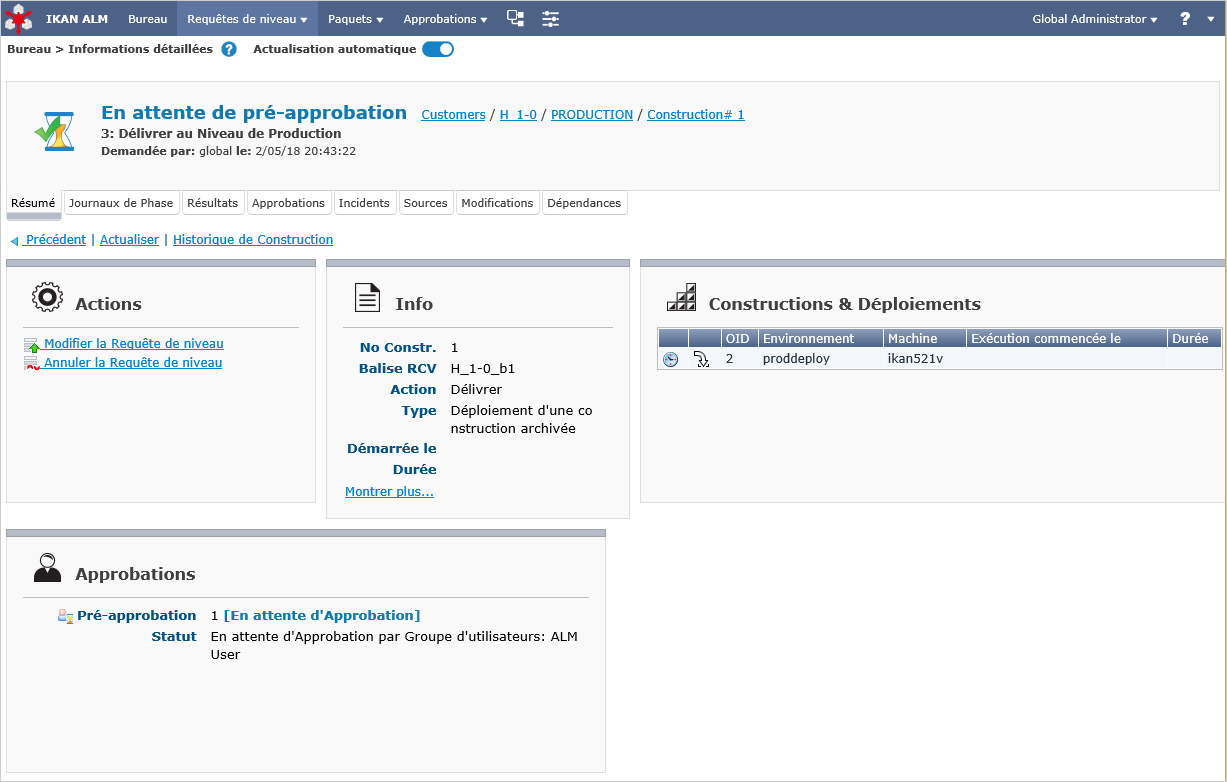 IKAN ALM Bureau Requêtes de niveau Paquets Approbations Global Administrator ?
Bureau > Informations détaillées ? Actualisation automatique
En attente de pré-approbation Customers / H_1-0 / PRODUCTION / Construction# 1
3: Délivrer au Niveau de Production
Demandée par: global le: 2/05/18 20:43:22
Résumé Journaux de Phase Résultats Approbations Incidents Sources Modifications Dépendances
Précédent | Actualiser | Historique de Construction
Actions
Modifier la Requête de niveau
Annuler la Requête de niveau
Info
No Constr. 1
Balise RCV H_1-0_b1
Action Délivrer
Type Déploiement d'une co
nstruction archivée
Démarrée le
Durée
Montrer plus...
Constructions & Déploiements
OID Environnement Machine Exécution commencée le Durée
2 proddeploy ikan521v
Approbations
Pré-approbation 1 [En attente d'Approbation]
Statut En attente d'Approbation par Groupe d'utilisateurs: ALM
User